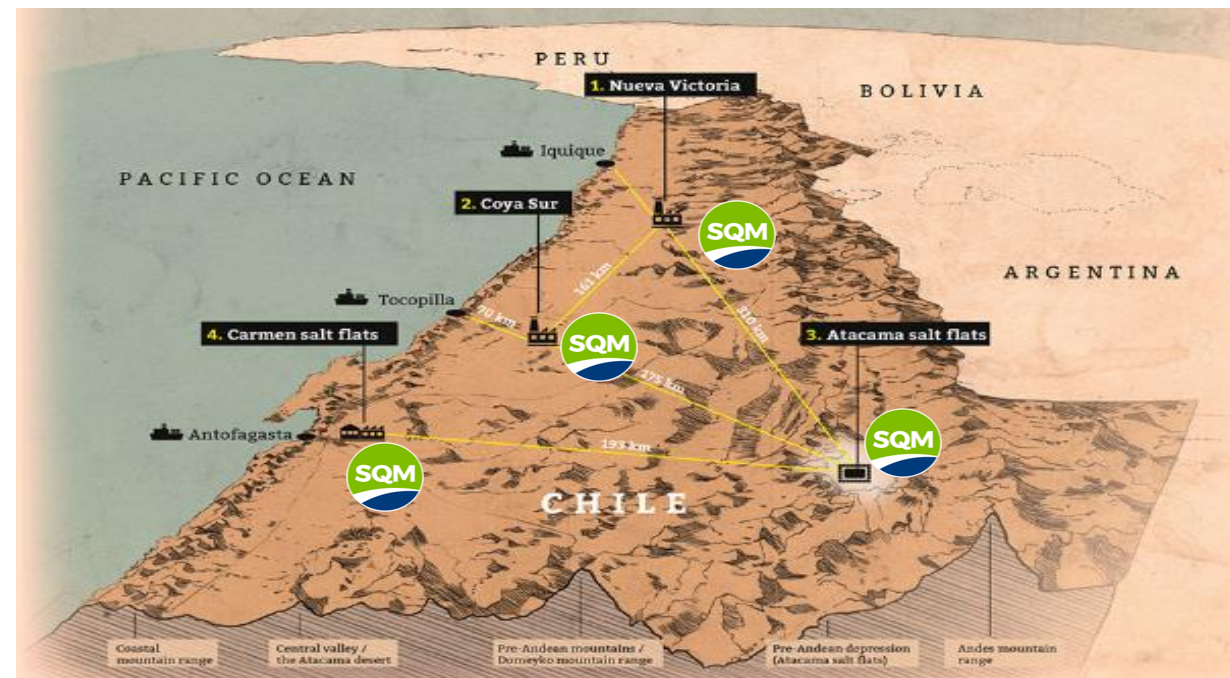 PERU
1. Nueva Victoria
BOLIVIA
Iquique
PACIFIC OCEAN
2. Coya Sur
SQM
ARGENTINA
161 km
Tocopilla
70 km
310 km
4. Carmen salt flats
SQM
3. Atacama salt flats
175 km
Antofagasta
193 km
SQM
SQM
CHILE
Coastal
mountain range
Central valley /
the Atacama desert
Pre-Andean mountains /
Domeyko mountain range
Pre-Andean depression
(Atacama salt flats)
Andes mountain
range